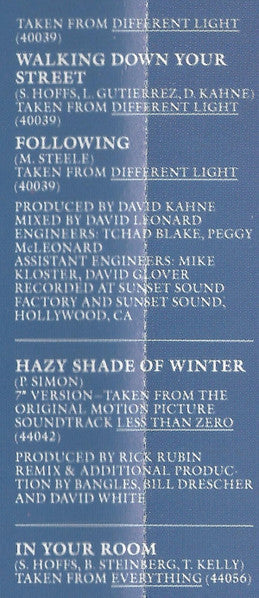 TAKEN FROM DIFFERENT LIGHT
(40039)
WALKING DOWN YOUR
STREET
(S. HOFFS, L. GUTIERREZ, D. KAHNE)
TAKEN FROM DIFFERENT LIGHT
(40039)
FOLLOWING
(M. STEELE)
TAKEN FROM DIFFERENT LIGHT
(40039)
PRODUCED BY DAVID KAHNE
MIXED BY DAVID LEONARD
ENGINEERS: TCHAD BLAKE, PEGGY
McLEONARD
ASSISTANT ENGINEERS: MIKE
KLOSTER, DAVID GLOVER
RECORDED AT SUNSET SOUND
FACTORY AND SUNSET SOUND,
HOLLYWOOD, CA
HAZY SHADE OF WINTER
(P. SIMON)
7" VERSION—TAKEN FROM THE
ORIGINAL MOTION PICTURE
SOUNDTRACK LESS THAN ZERO
(44042)
PRODUCED BY RICK RUBIN
REMIX & ADDITIONAL PRODUC-
TION BY BANGLES, BILL DRESCHER
AND DAVID WHITE
IN YOUR ROOM
(S. HOFFS, B. STEINBERG, T. KELLY)
TAKEN FROM EVERYTHING (44056)